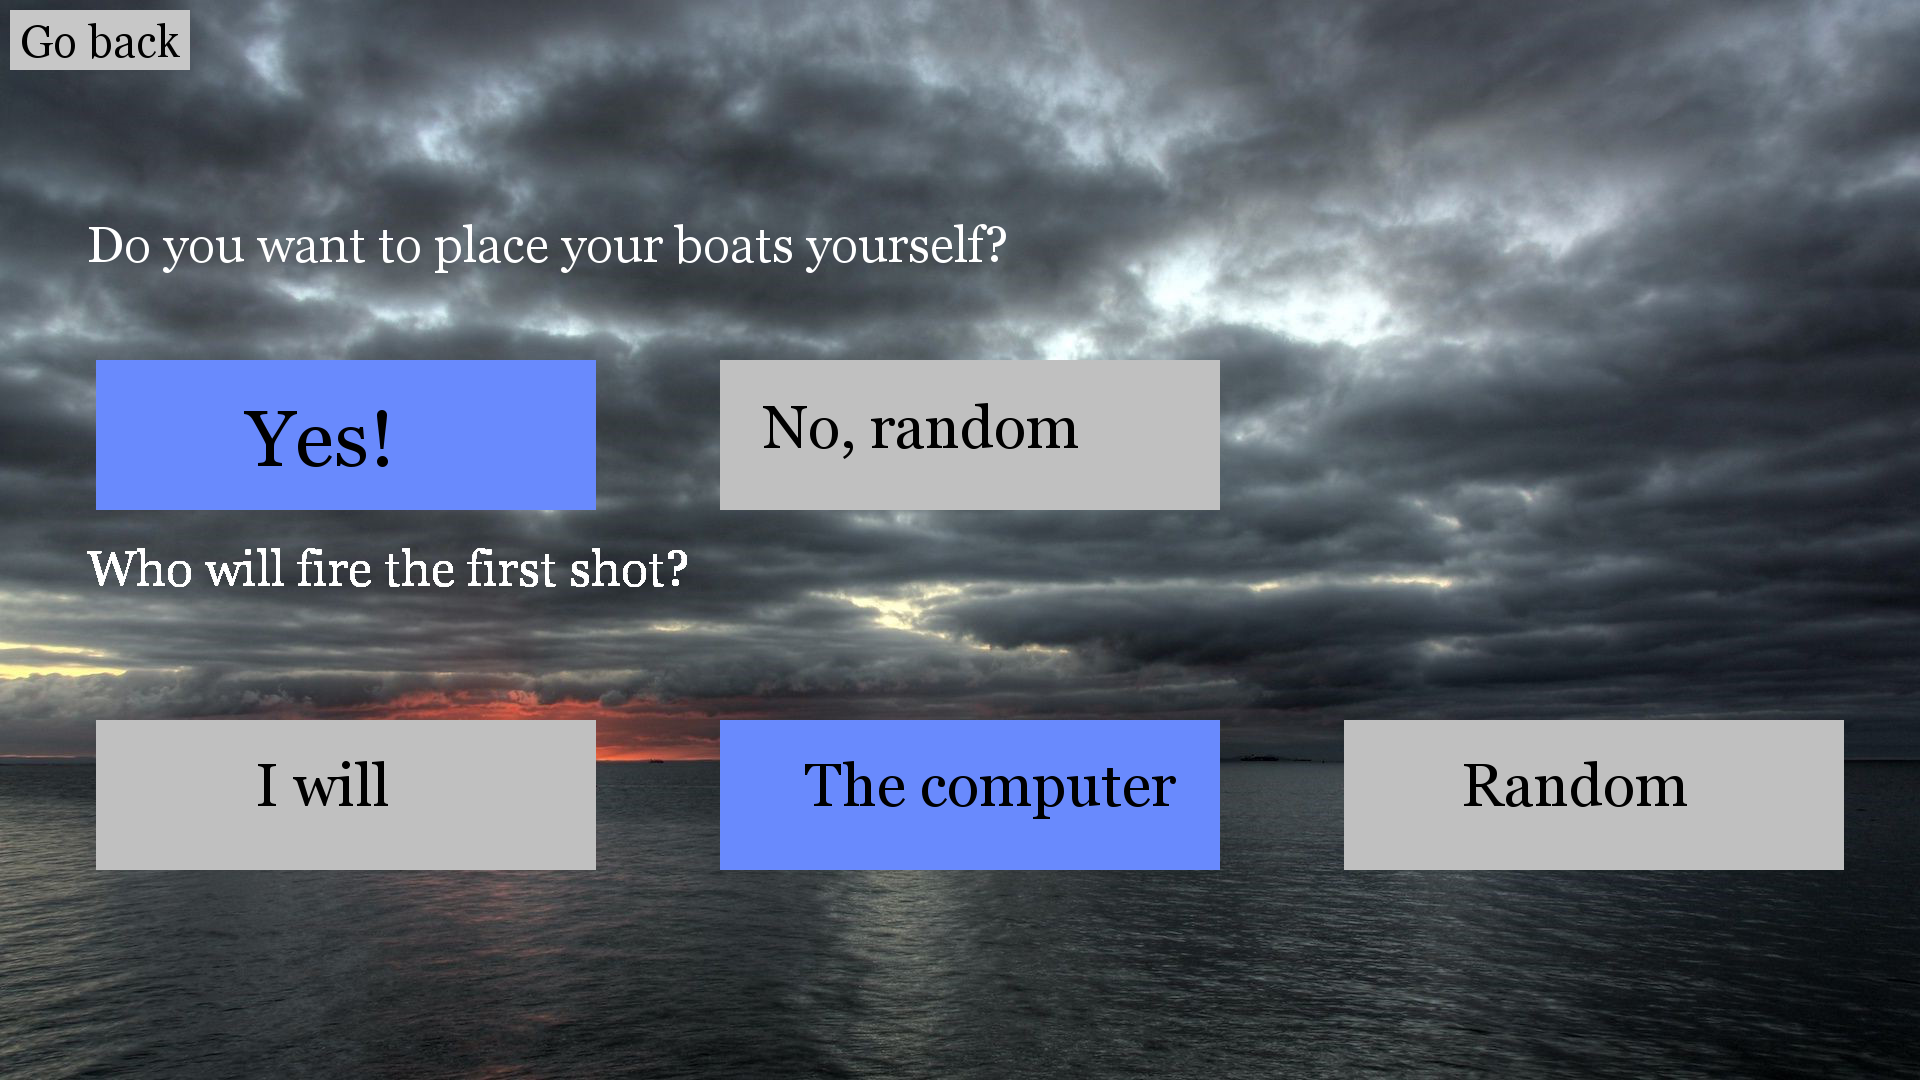 Go back
Do you want to place your boats yourself?
Yes!
No, random
Who will fire the first shot?
I will
The computer
Random